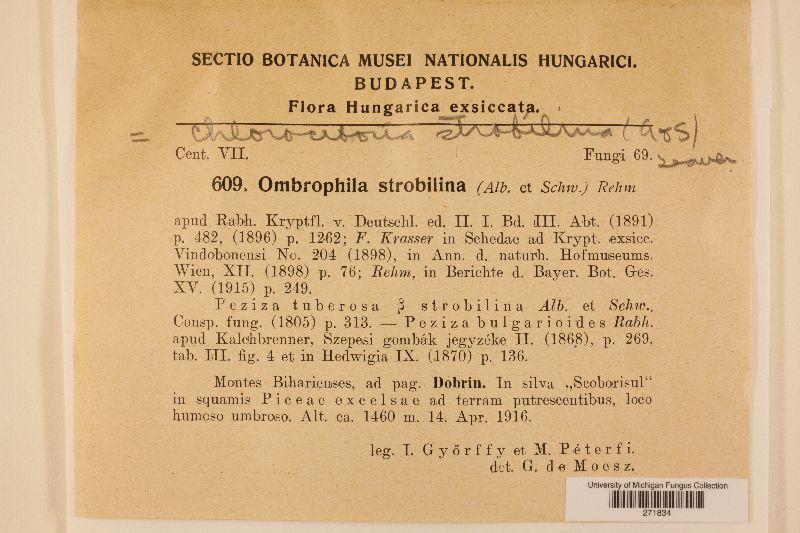 SECTIO BOTANICA MUSEI NATIONALIS HUNGARICI.
BUDAPEST.
Flora Hungarica exsiccata.
= Chlorociboria strobilina (A&S)
Seaver
Cent. VII. Fungi 69.
609. Ombrophila strobilina (Alb. et Schw.) Rehm
apud Rabh. Kryptfl. v. Deutschl. ed. II. I. Bd. III. Abt. (1891)
p. 482, (1896) p. 1262; F. Krasser in Schedae ad Krypt. exsicc.
Vindobonensi No. 204 (1898), in Ann. d. naturh. Hofmuseums.
Wien, XII. (1898) p. 76; Rehm, in Berichte d. Bayer. Bot. Ges.
XV. (1915) p. 249.
Peziza tuberosa β strobilina Alb. et Schw.,
Consp. fung. (1805) p. 313. — Peziza bulgarioides Rabh.
apud Kalchbrenner, Szepesi gombák jegyzéke II. (1868), p. 269,
tab. III. fig. 4 et in Hedwigia IX. (1870) p. 136.
Montes Biharienses, ad pag. Dobrin. In silva „Scoborisul“
in squamis Piceae excelsae ad terram putrescentibus, loco
humoso umbroso. Alt. ca. 1460 m. 14. Apr. 1916.
leg. I. Győrffy et M. Péterfi.
det. G. de Moesz.
University of Michigan Fungus Collection
271834